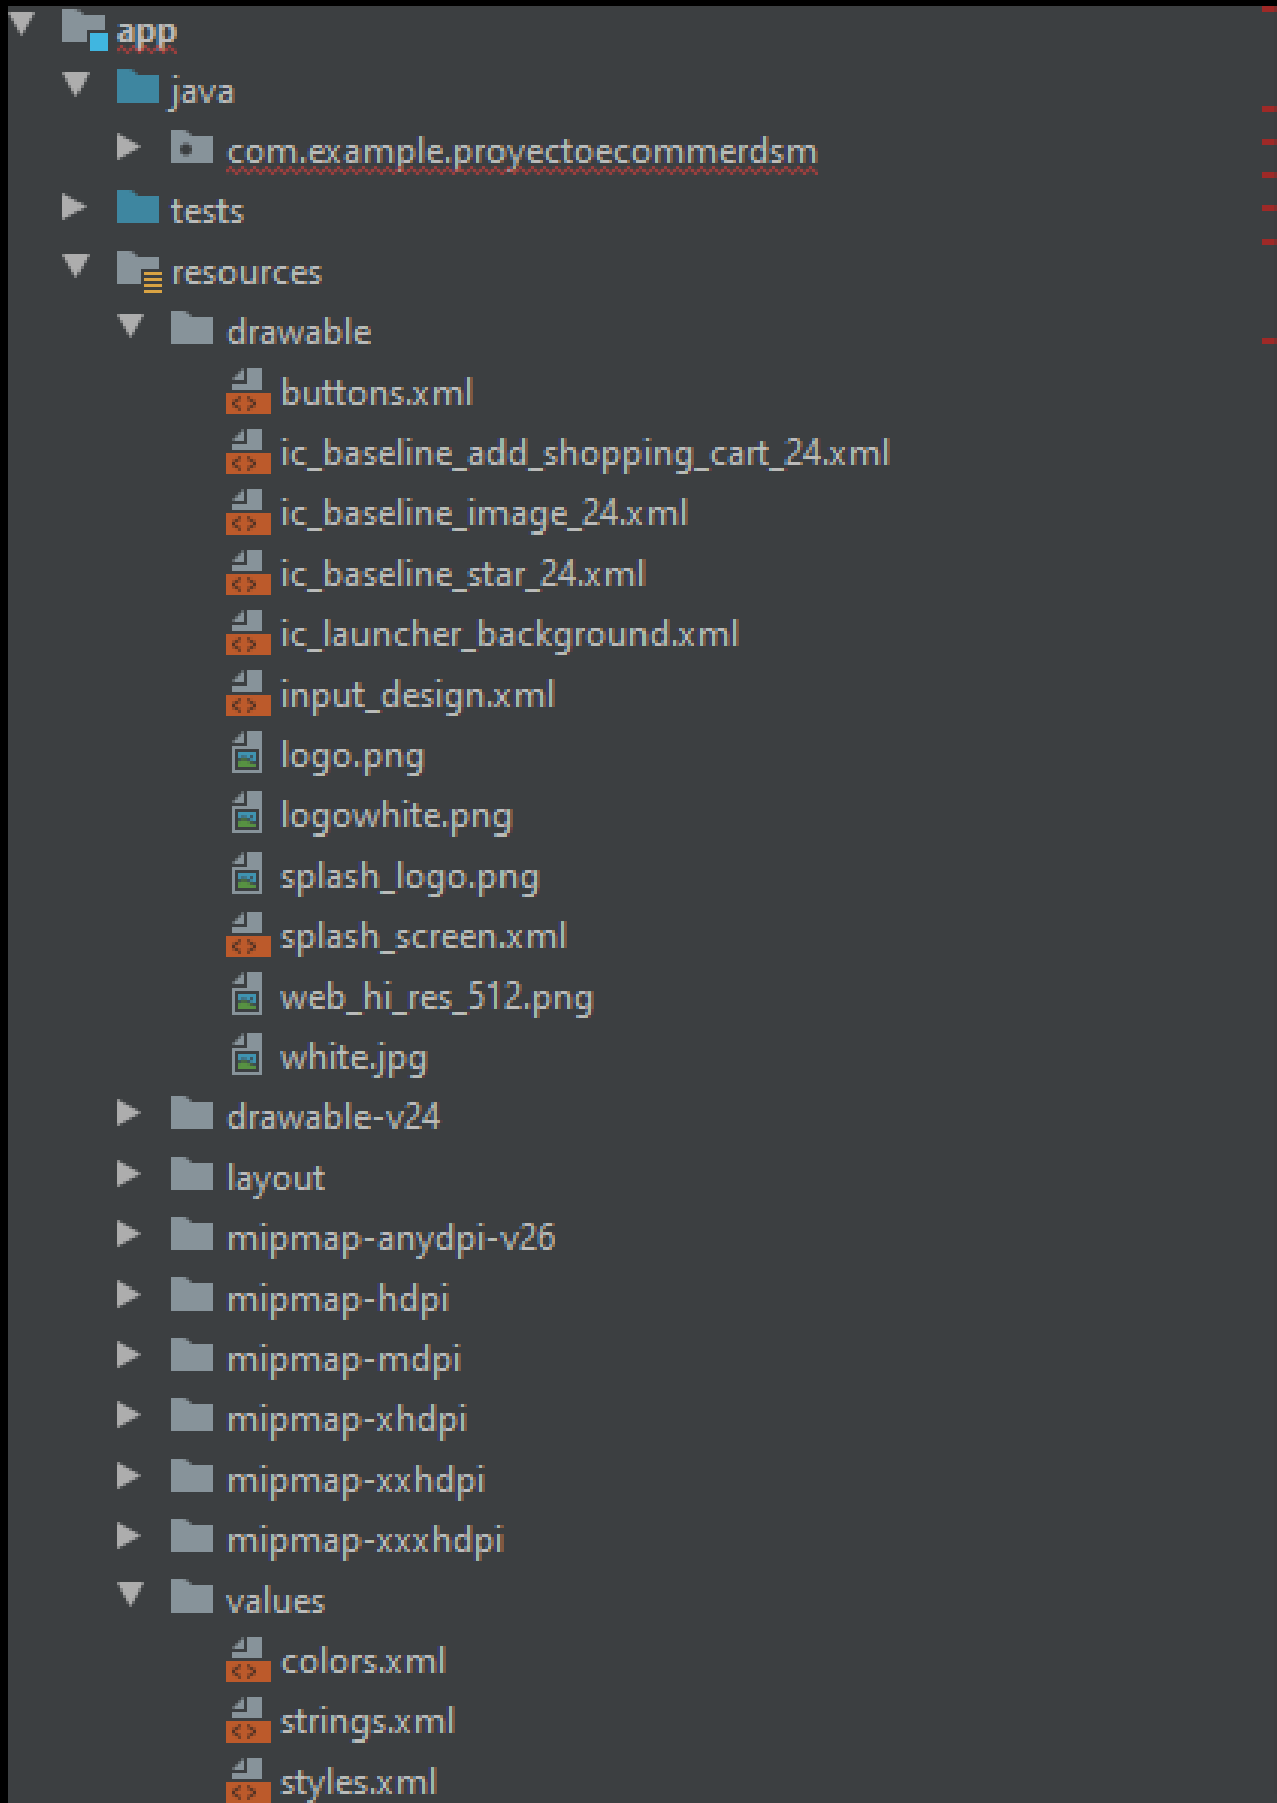 app
java
com.example.proyectoecommerdsm
tests
resources
drawable
buttons.xml
ic_baseline_add_shopping_cart_24.xml
ic_baseline_image_24.xml
ic_baseline_star_24.xml
ic_launcher_background.xml
input_design.xml
logo.png
logowhite.png
splash_logo.png
splash_screen.xml
web_hi_res_512.png
white.jpg
drawable-v24
layout
mipmap-anydpi-v26
mipmap-hdpi
mipmap-mdpi
mipmap-xhdpi
mipmap-xxhdpi
mipmap-xxxhdpi
values
colors.xml
strings.xml
styles.xml